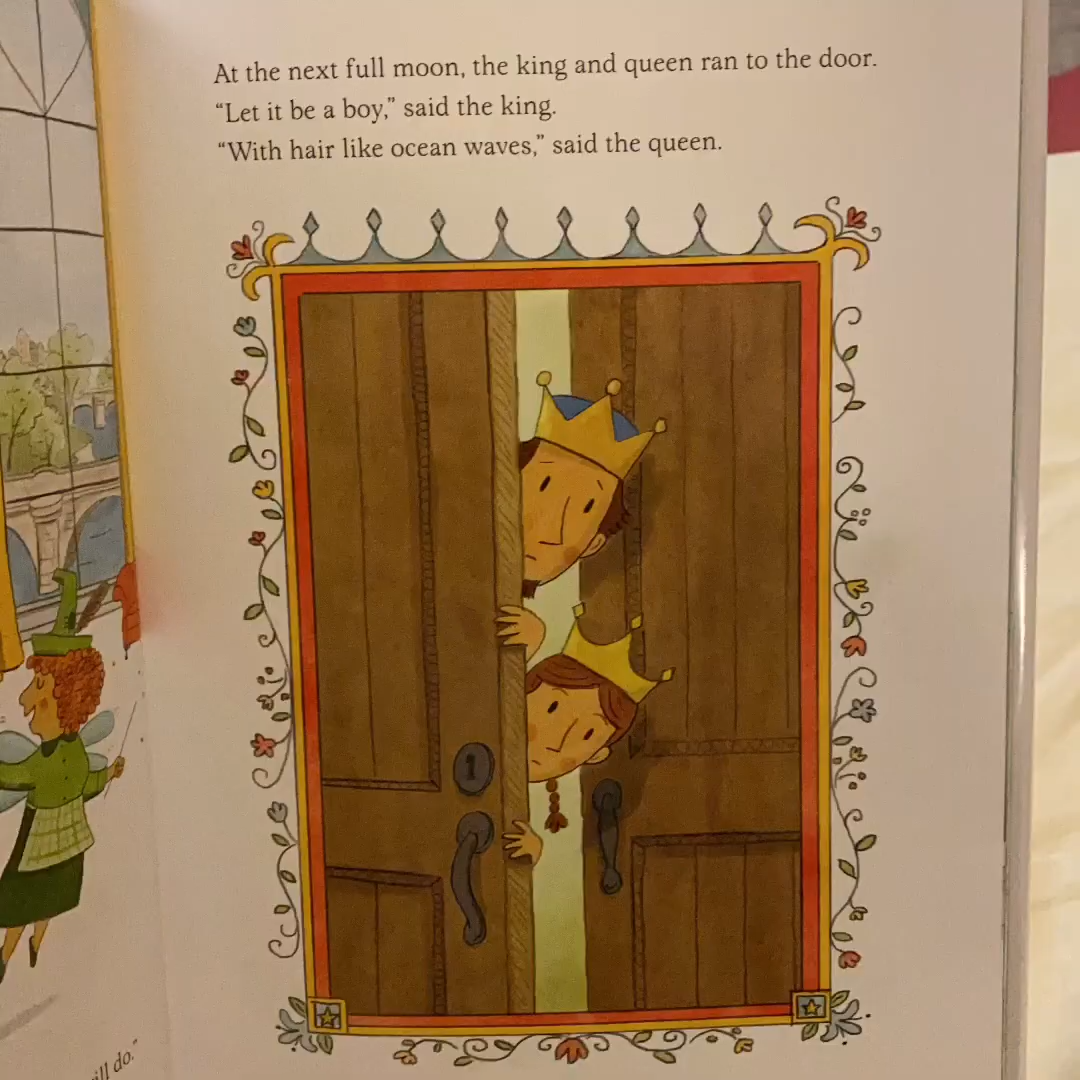 At the next full moon, the king and queen ran to the door.
“Let it be a boy,” said the king.
“With hair like ocean waves,” said the queen.
do.”